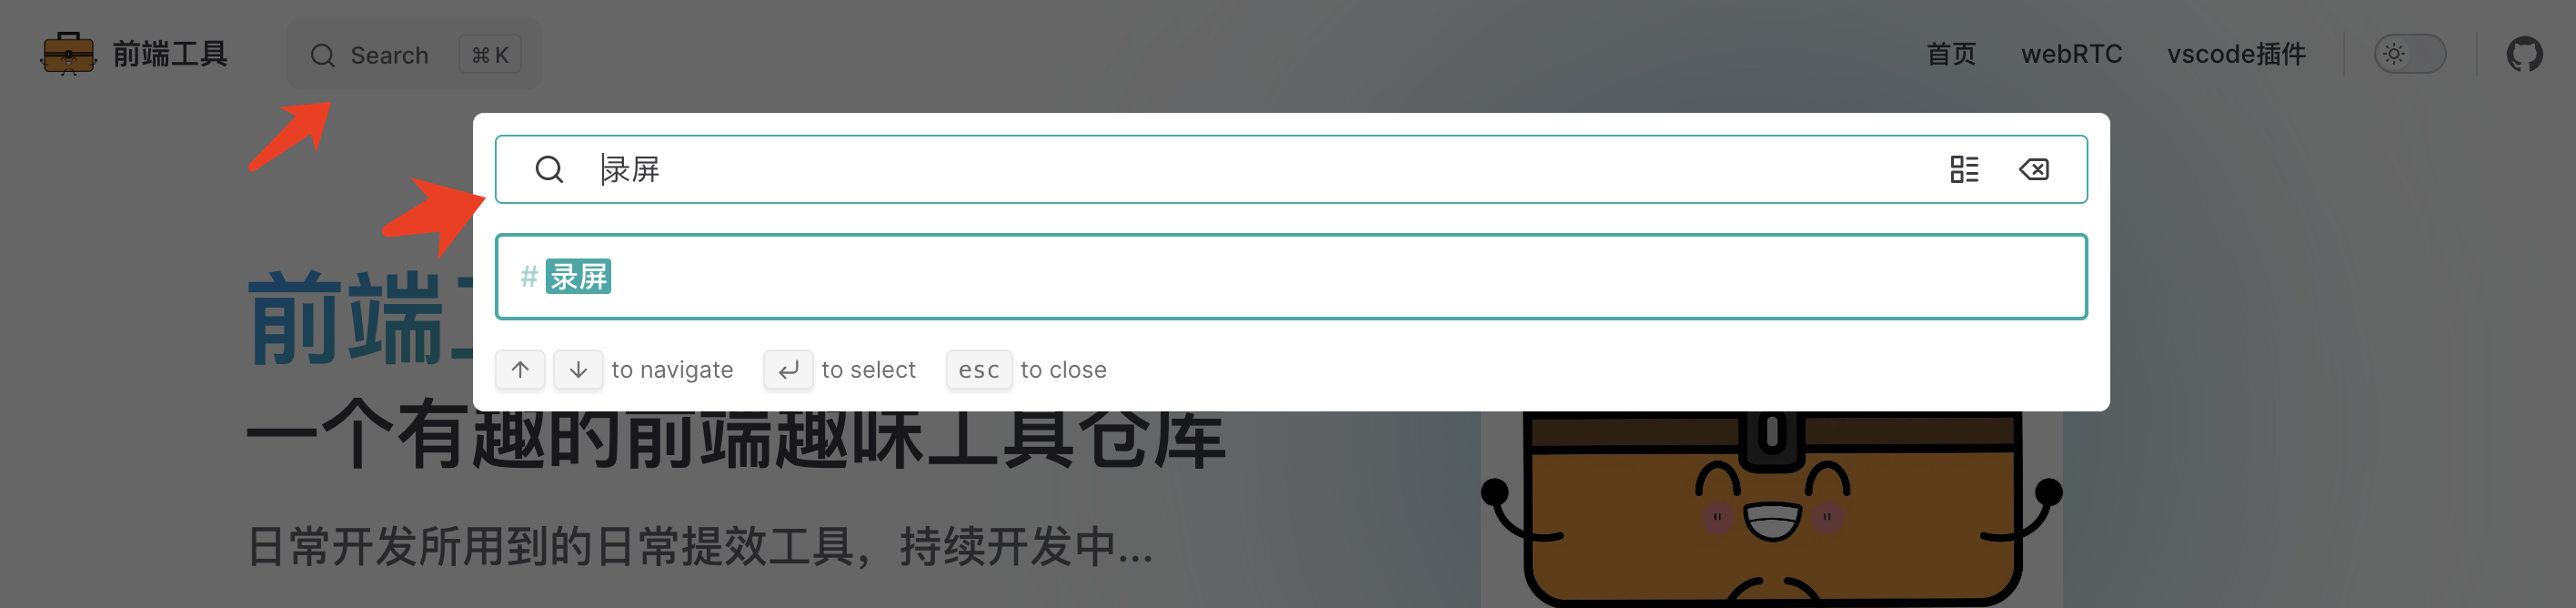 前端工具
Search ⌘ K
首页 webRTC vscode插件
录屏
# 录屏
↑ ↓ to navigate ↵ to select esc to close
前端
一个有趣的前端趣味工具仓库
日常开发所用到的日常提效工具，持续开发中...